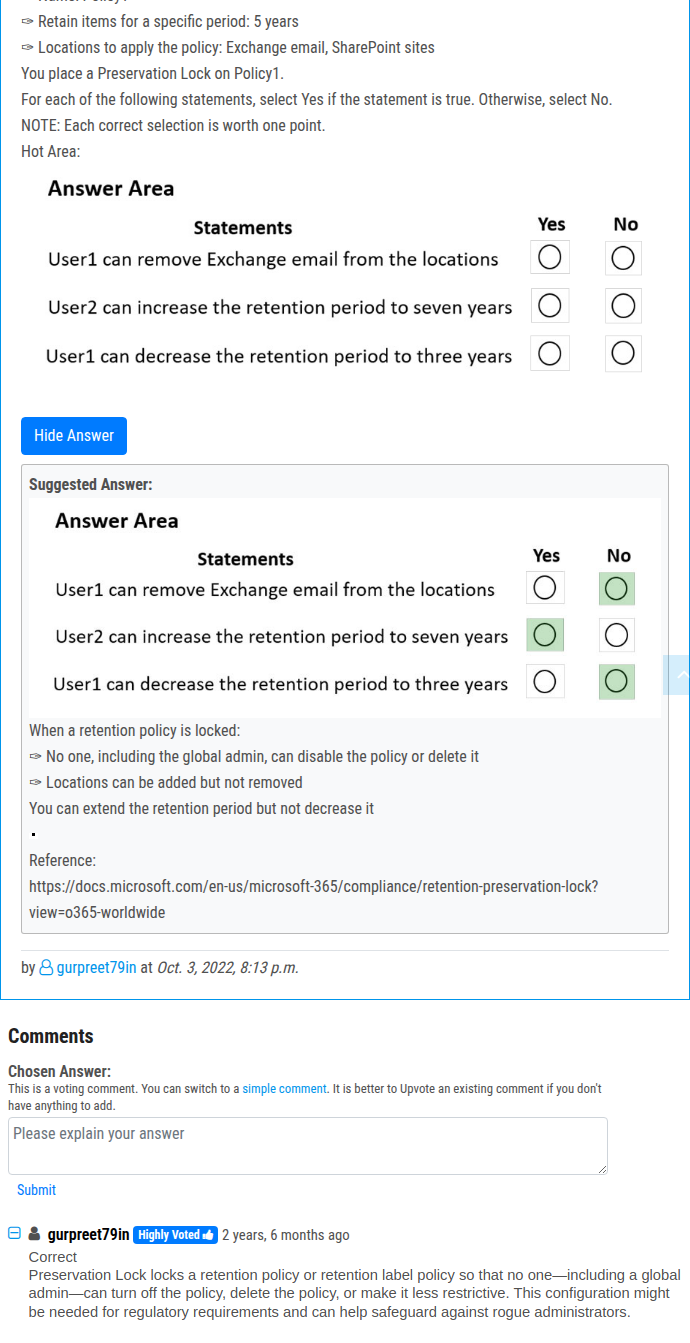 ✑ Retain items for a specific period: 5 years
✑ Locations to apply the policy: Exchange email, SharePoint sites
You place a Preservation Lock on Policy1.
For each of the following statements, select Yes if the statement is true. Otherwise, select No.
NOTE: Each correct selection is worth one point.
Hot Area:
Answer Area
Statements Yes No
User1 can remove Exchange email from the locations
User2 can increase the retention period to seven years
User1 can decrease the retention period to three years
Hide Answer
Suggested Answer:
Answer Area
Statements Yes No
User1 can remove Exchange email from the locations
User2 can increase the retention period to seven years
User1 can decrease the retention period to three years
When a retention policy is locked:
✑ No one, including the global admin, can disable the policy or delete it
✑ Locations can be added but not removed
You can extend the retention period but not decrease it
.
Reference:
https://docs.microsoft.com/en-us/microsoft-365/compliance/retention-preservation-lock?
view=o365-worldwide
by gurpreet79in at Oct. 3, 2022, 8:13 p.m.
Comments
Chosen Answer:
This is a voting comment. You can switch to a simple comment. It is better to Upvote an existing comment if you don't
have anything to add.
Please explain your answer
Submit
gurpreet79in Highly Voted 2 years, 6 months ago
Correct
Preservation Lock locks a retention policy or retention label policy so that no one—including a global
admin—can turn off the policy, delete the policy, or make it less restrictive. This configuration might
be needed for regulatory requirements and can help safeguard against rogue administrators.